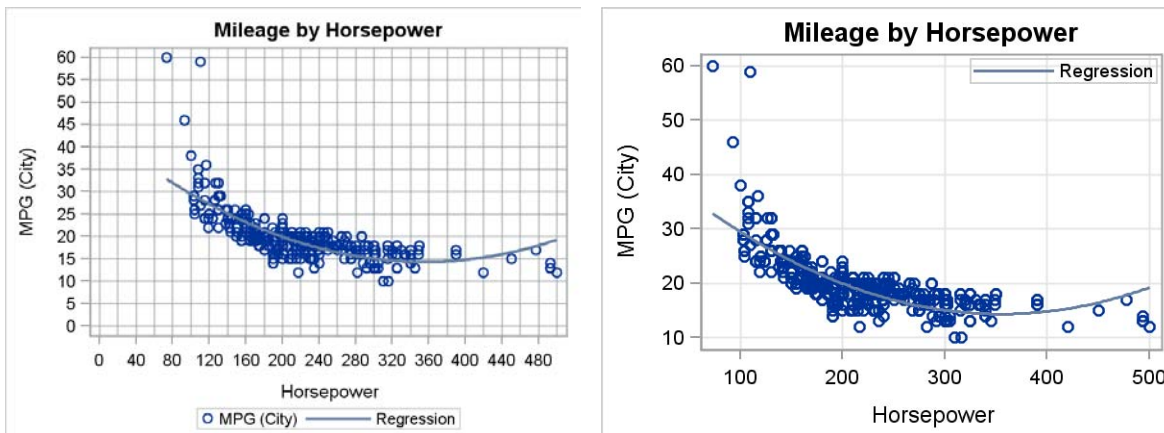 Mileage by Horsepower
60
55
50
45
40
35
30
25
20
15
10
5
0
MPG (City)
0 40 80 120 160 200 240 280 320 360 400 440 480
Horsepower
MPG (City) Regression
Mileage by Horsepower
Regression
60
50
40
30
20
10
MPG (City)
100 200 300 400 500
Horsepower